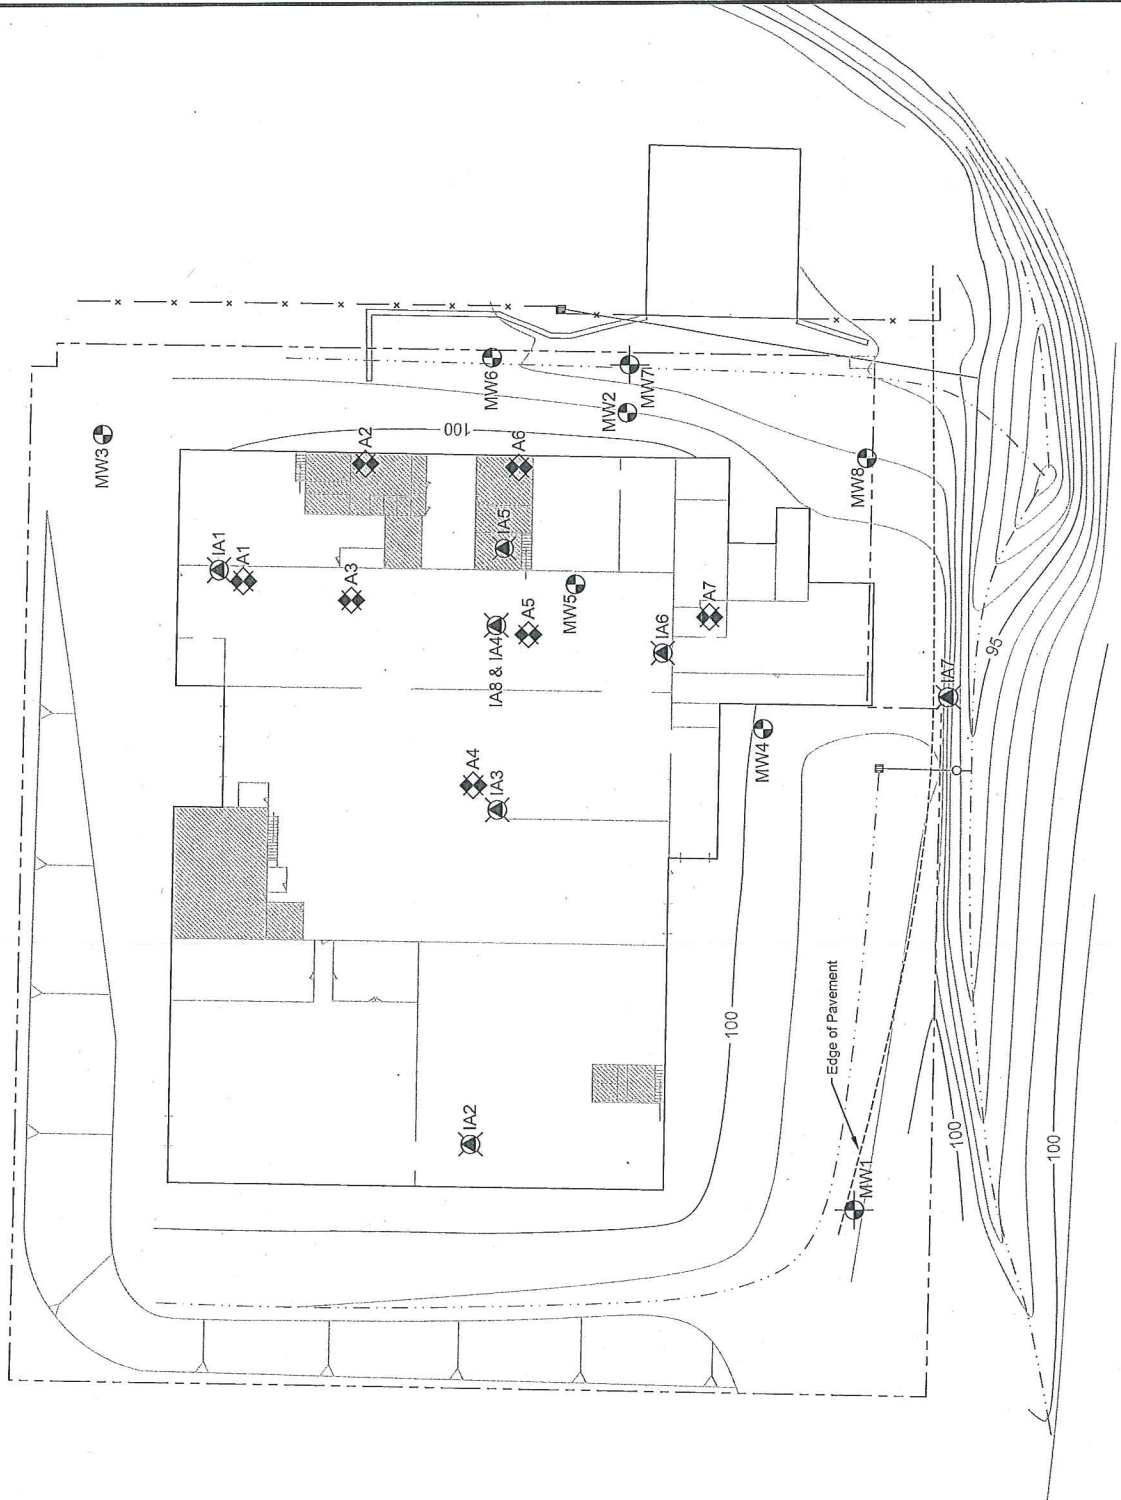 MW3
MW6
MW7
MW2
100
A2
A6
MW8
IA1
A1
A3
IA5
MW5
A5
IA8 & IA4
A7
IA6
95
IA7
MW4
A4
IA3
100
Edge of Pavement
IA2
MW1
100
100